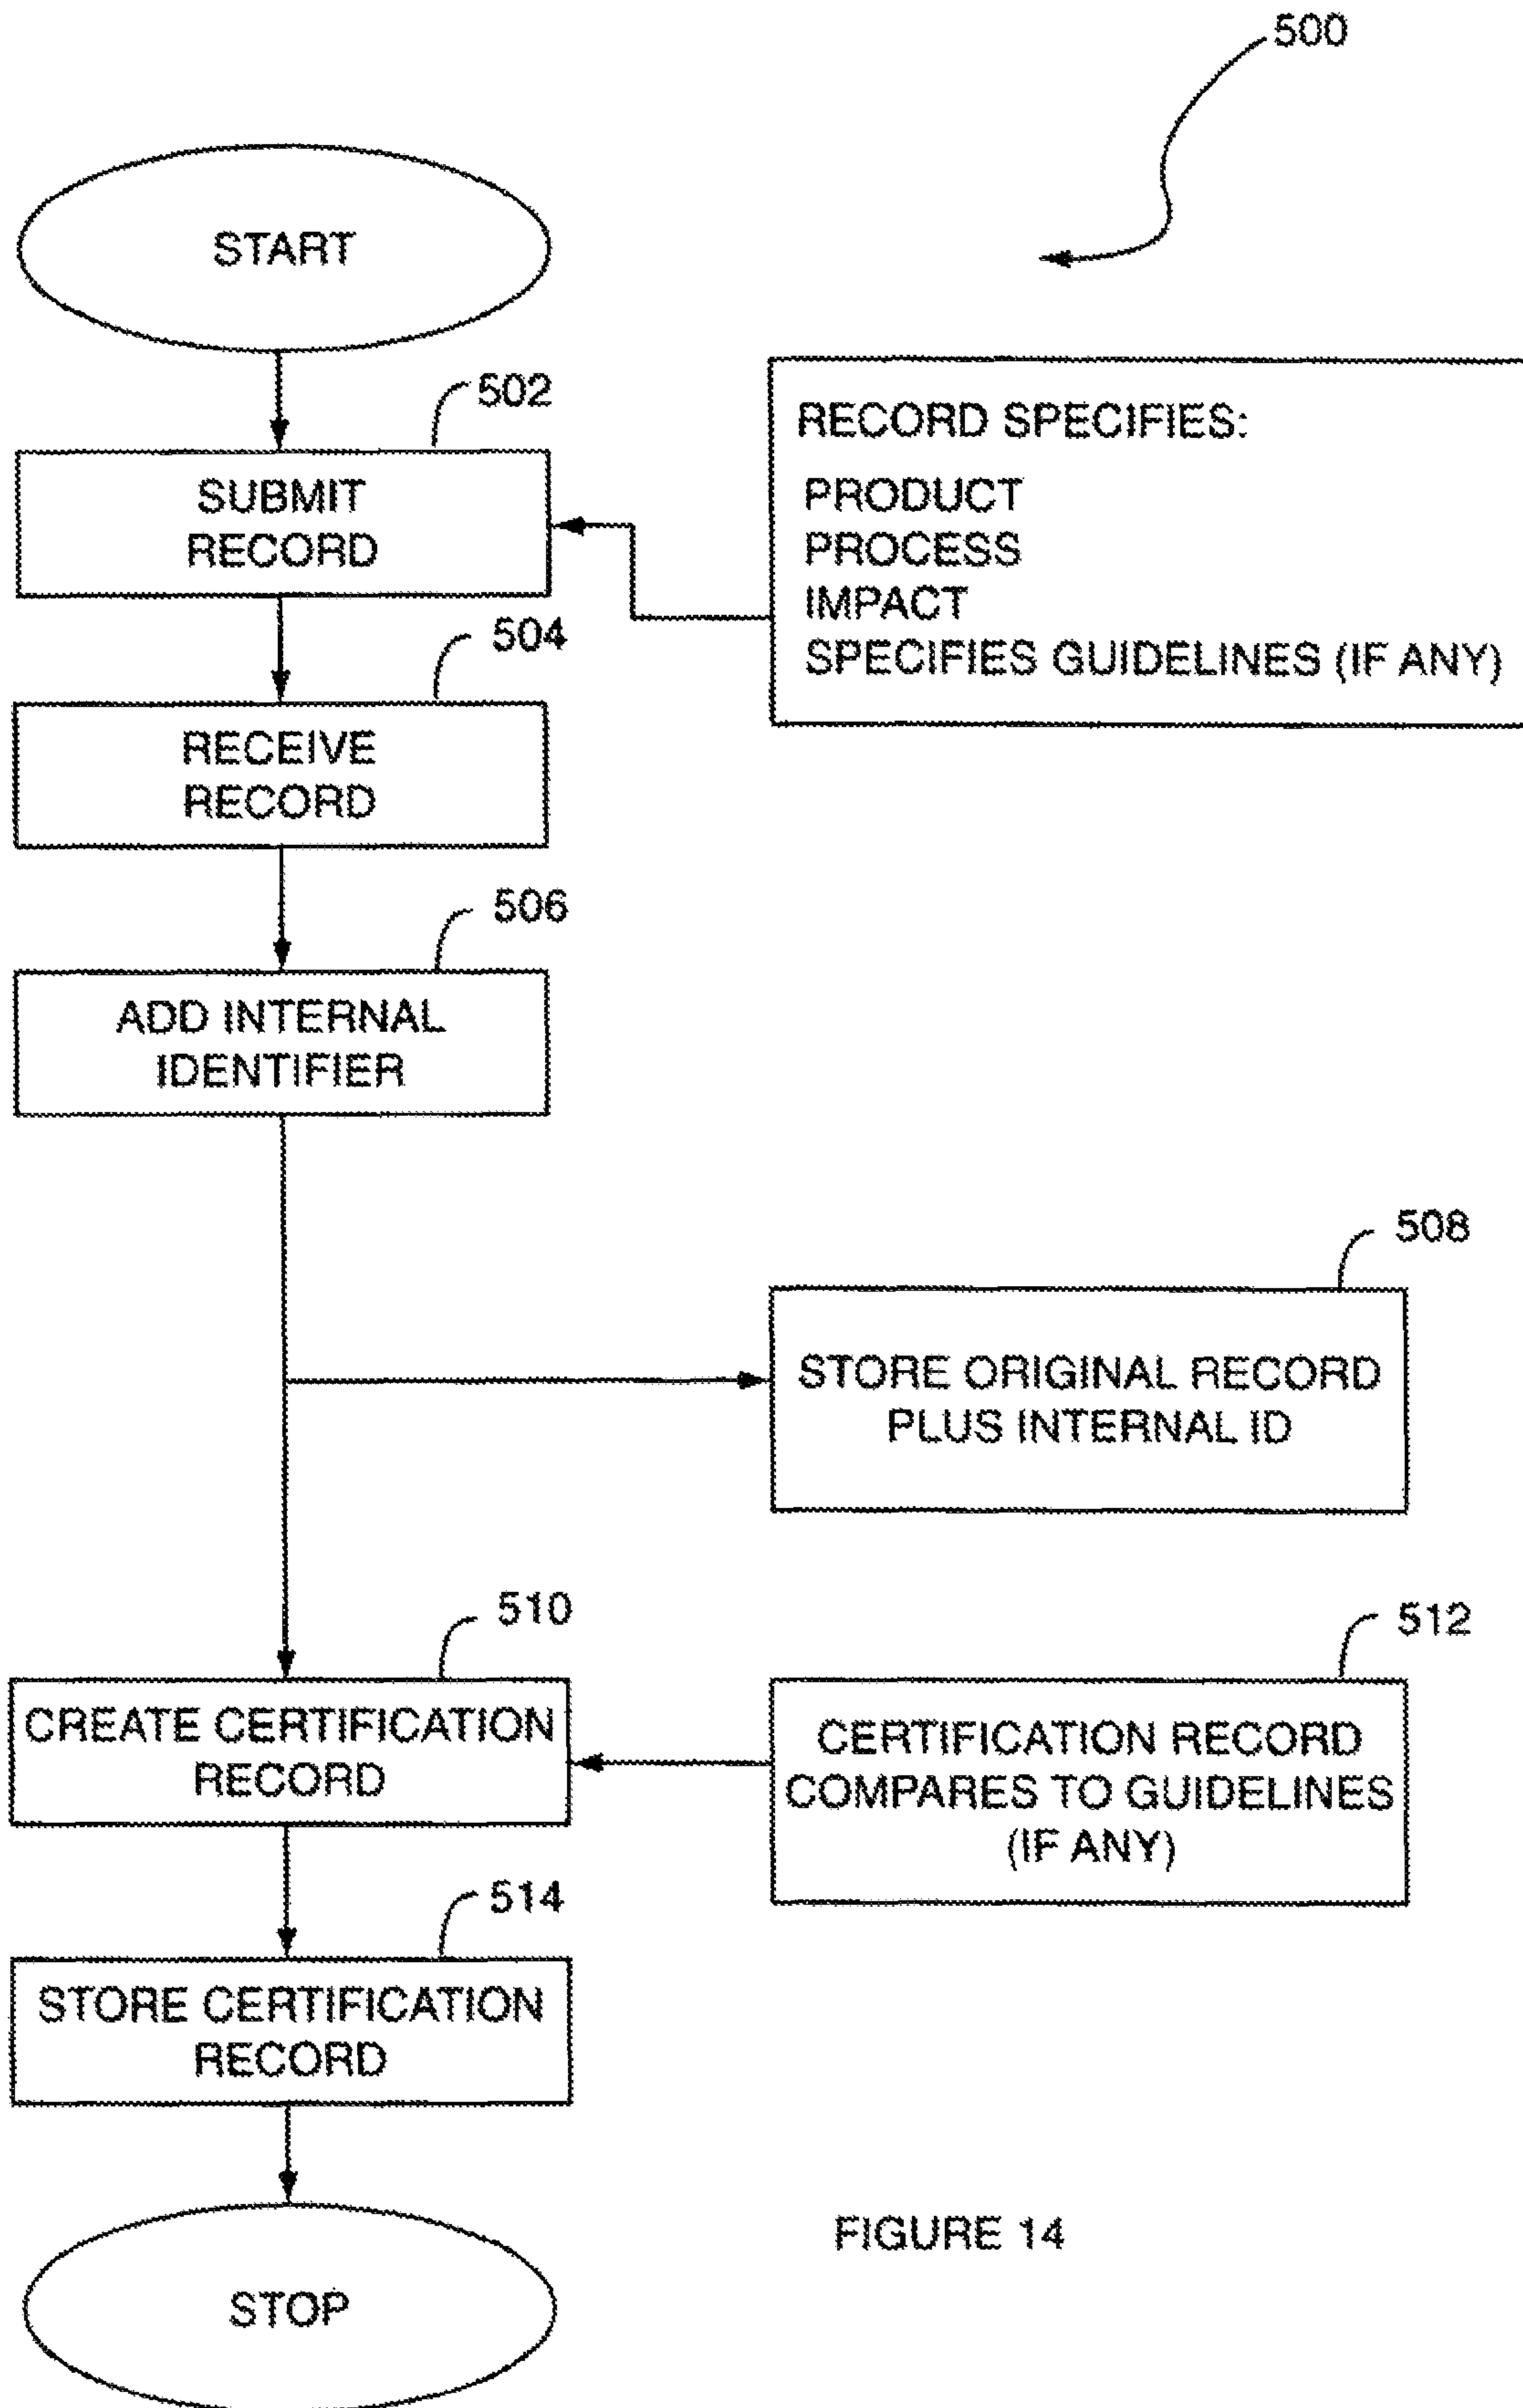 500
START
502
SUBMIT
RECORD
RECORD SPECIFIES:
PRODUCT
PROCESS
IMPACT
SPECIFIES GUIDELINES (IF ANY)
504
RECEIVE
RECORD
506
ADD INTERNAL
IDENTIFIER
508
STORE ORIGINAL RECORD
PLUS INTERNAL ID
510
CREATE CERTIFICATION
RECORD
512
CERTIFICATION RECORD
COMPARES TO GUIDELINES
(IF ANY)
514
STORE CERTIFICATION
RECORD
STOP
FIGURE 14